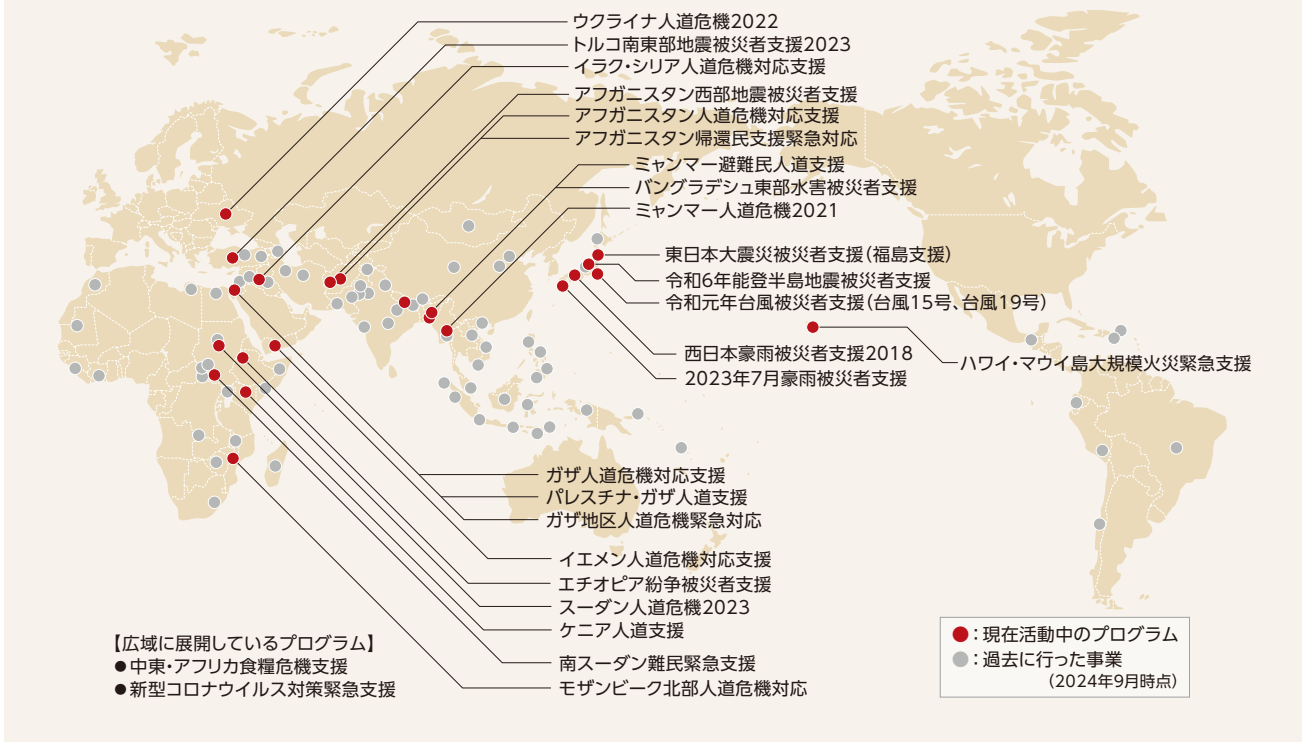 ウクライナ人道危機2022
トルコ南東部地震被災者支援2023
イラク・シリア人道危機対応支援
アフガニスタン西部地震被災者支援
アフガニスタン人道危機対応支援
アフガニスタン帰還民支援緊急対応
ミャンマー避難民人道支援
バングラデシュ東部水害被災者支援
ミャンマー人道危機2021
東日本大震災被災者支援(福島支援)
令和6年能登半島地震被災者支援
令和元年台風被災者支援(台風15号、台風19号)
西日本豪雨被災者支援2018
2023年7月豪雨被災者支援
ハワイ・マウイ島大規模火災緊急支援
ガザ人道危機対応支援
パレスチナ・ガザ人道支援
ガザ地区人道危機緊急対応
イエメン人道危機対応支援
エチオピア紛争被災者支援
スーダン人道危機2023
ケニア人道支援
南スーダン難民緊急支援
モザンビーク北部人道危機対応
【広域に展開しているプログラム】
●中東・アフリカ食糧危機支援
●新型コロナウイルス対策緊急支援
●:現在活動中のプログラム
●:過去に行った事業
(2024年9月時点)